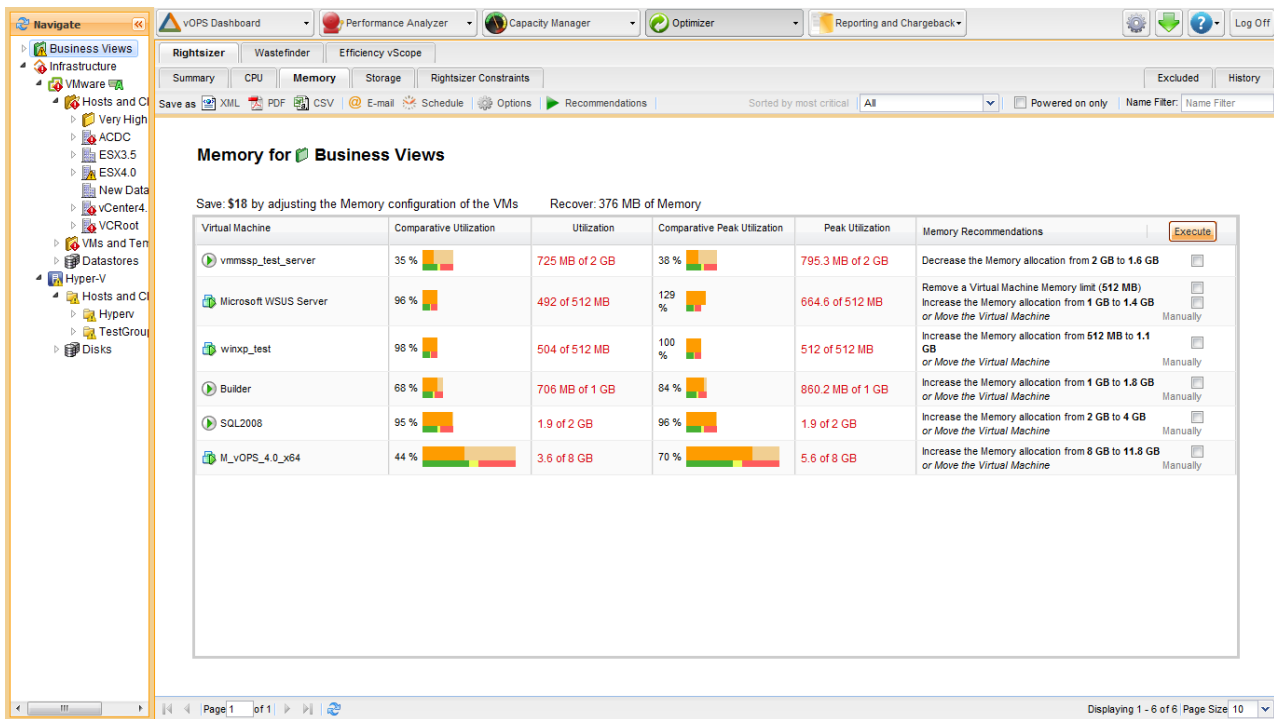 Navigate
vOPS Dashboard
Performance Analyzer
Capacity Manager
Optimizer
Reporting and Chargeback
Log Off
Business Views
Infrastructure
VMware
Hosts and Cl
Very High
ACDC
ESX3.5
ESX4.0
New Data
vCenter4.
VCRoot
VMs and Tem
Datastores
Hyper-V
Hosts and Cl
Hyperv
TestGroup
Disks
Rightsizer Wastefinder Efficiency vScope
Summary CPU Memory Storage Rightsizer Constraints Excluded History
Save as XML PDF CSV E-mail Schedule Options Recommendations Sorted by most critical All Powered on only Name Filter: Name Filter
Memory for Business Views
Save: $18 by adjusting the Memory configuration of the VMs Recover: 376 MB of Memory
Virtual Machine Comparative Utilization Utilization Comparative Peak Utilization Peak Utilization Memory Recommendations Execute
vmmssp_test_server 35 % 725 MB of 2 GB 38 % 795.3 MB of 2 GB Decrease the Memory allocation from 2 GB to 1.6 GB
Microsoft WSUS Server 96 % 492 of 512 MB 129 % 664.6 of 512 MB
Remove a Virtual Machine Memory limit (512 MB)
Increase the Memory allocation from 1 GB to 1.4 GB
or Move the Virtual Machine Manually
winxp_test 98 % 504 of 512 MB 100 % 512 of 512 MB
Increase the Memory allocation from 512 MB to 1.1
GB
or Move the Virtual Machine Manually
Builder 68 % 706 MB of 1 GB 84 % 860.2 MB of 1 GB
Increase the Memory allocation from 1 GB to 1.8 GB
or Move the Virtual Machine Manually
SQL2008 95 % 1.9 of 2 GB 96 % 1.9 of 2 GB
Increase the Memory allocation from 2 GB to 4 GB
or Move the Virtual Machine Manually
M_vOPS_4.0_x64 44 % 3.6 of 8 GB 70 % 5.6 of 8 GB
Increase the Memory allocation from 8 GB to 11.8 GB
or Move the Virtual Machine Manually
Page 1 of 1 Displaying 1 - 6 of 6 Page Size 10